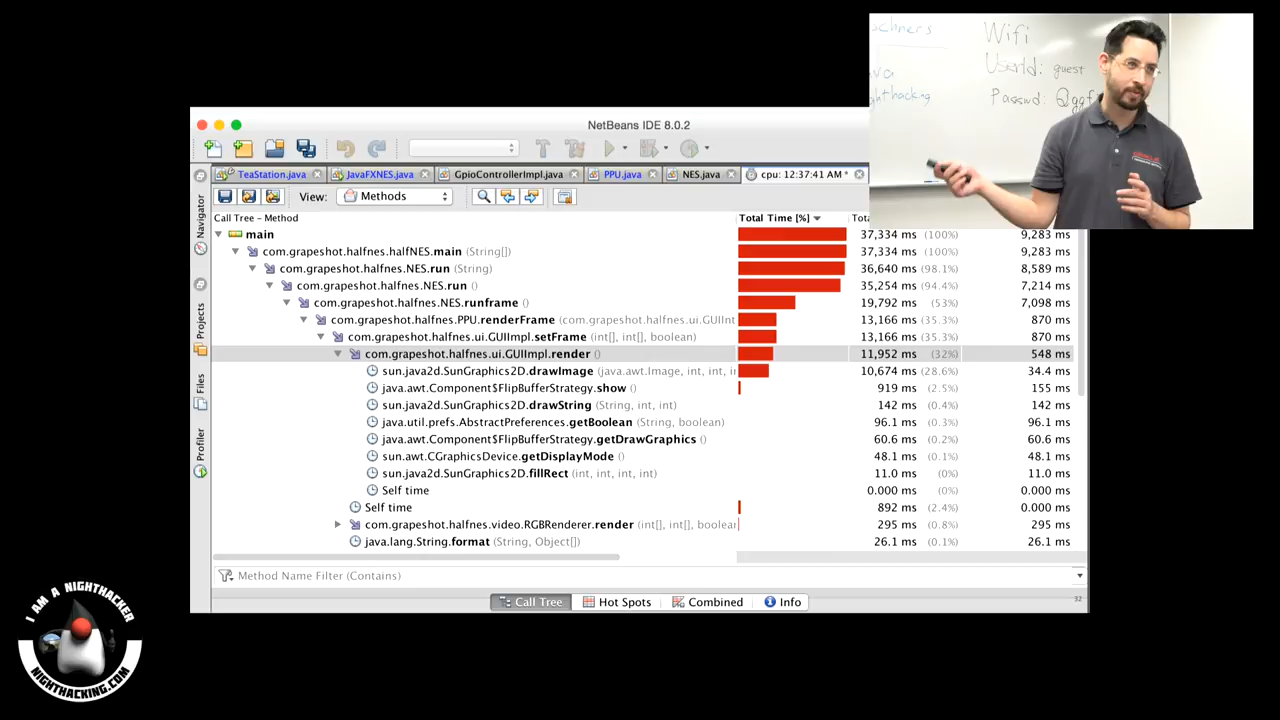 Wifi
UserId: guest
Passwd:
NetBeans IDE 8.0.2
TeaStation.java
JavaFXNES.java
GpioControllerImpl.java
PPU.java
NES.java
cpu: 12:37:41 AM *
View: Methods
Navigator
Projects
Files
Profiler
Call Tree – Method Total Time [%]
main 37,334 ms (100%) 9,283 ms
com.grapeshot.halfnes.halfNES.main (String[]) 37,334 ms (100%) 9,283 ms
com.grapeshot.halfnes.NES.run (String) 36,640 ms (98.1%) 8,589 ms
com.grapeshot.halfnes.NES.run () 35,254 ms (94.4%) 7,214 ms
com.grapeshot.halfnes.NES.runframe () 19,792 ms (53%) 7,098 ms
com.grapeshot.halfnes.PPU.renderFrame (com.grapeshot.halfnes.ui.GUIInt 13,166 ms (35.3%) 870 ms
com.grapeshot.halfnes.ui.GUIImpl.setFrame (int[], int[], boolean) 13,166 ms (35.3%) 870 ms
com.grapeshot.halfnes.ui.GUIImpl.render () 11,952 ms (32%) 548 ms
sun.java2d.SunGraphics2D.drawImage (java.awt.Image, int, int, 10,674 ms (28.6%) 34.4 ms
java.awt.Component$FlipBufferStrategy.show () 919 ms (2.5%) 155 ms
sun.java2d.SunGraphics2D.drawString (String, int, int) 142 ms (0.4%) 142 ms
java.util.prefs.AbstractPreferences.getBoolean (String, boolean) 96.1 ms (0.3%) 96.1 ms
java.awt.Component$FlipBufferStrategy.getDrawGraphics () 60.6 ms (0.2%) 60.6 ms
sun.awt.CGraphicsDevice.getDisplayMode () 48.1 ms (0.1%) 48.1 ms
sun.java2d.SunGraphics2D.fillRect (int, int, int, int) 11.0 ms (0%) 11.0 ms
Self time 0.000 ms (0%) 0.000 ms
Self time 892 ms (2.4%) 0.000 ms
com.grapeshot.halfnes.video.RGBRenderer.render (int[], int[], boolean 295 ms (0.8%) 295 ms
java.lang.String.format (String, Object[]) 26.1 ms (0.1%) 26.1 ms
Method Name Filter (Contains)
Call Tree Hot Spots Combined Info
I AM A NIGHTHACKER
NIGHTHACKING.COM